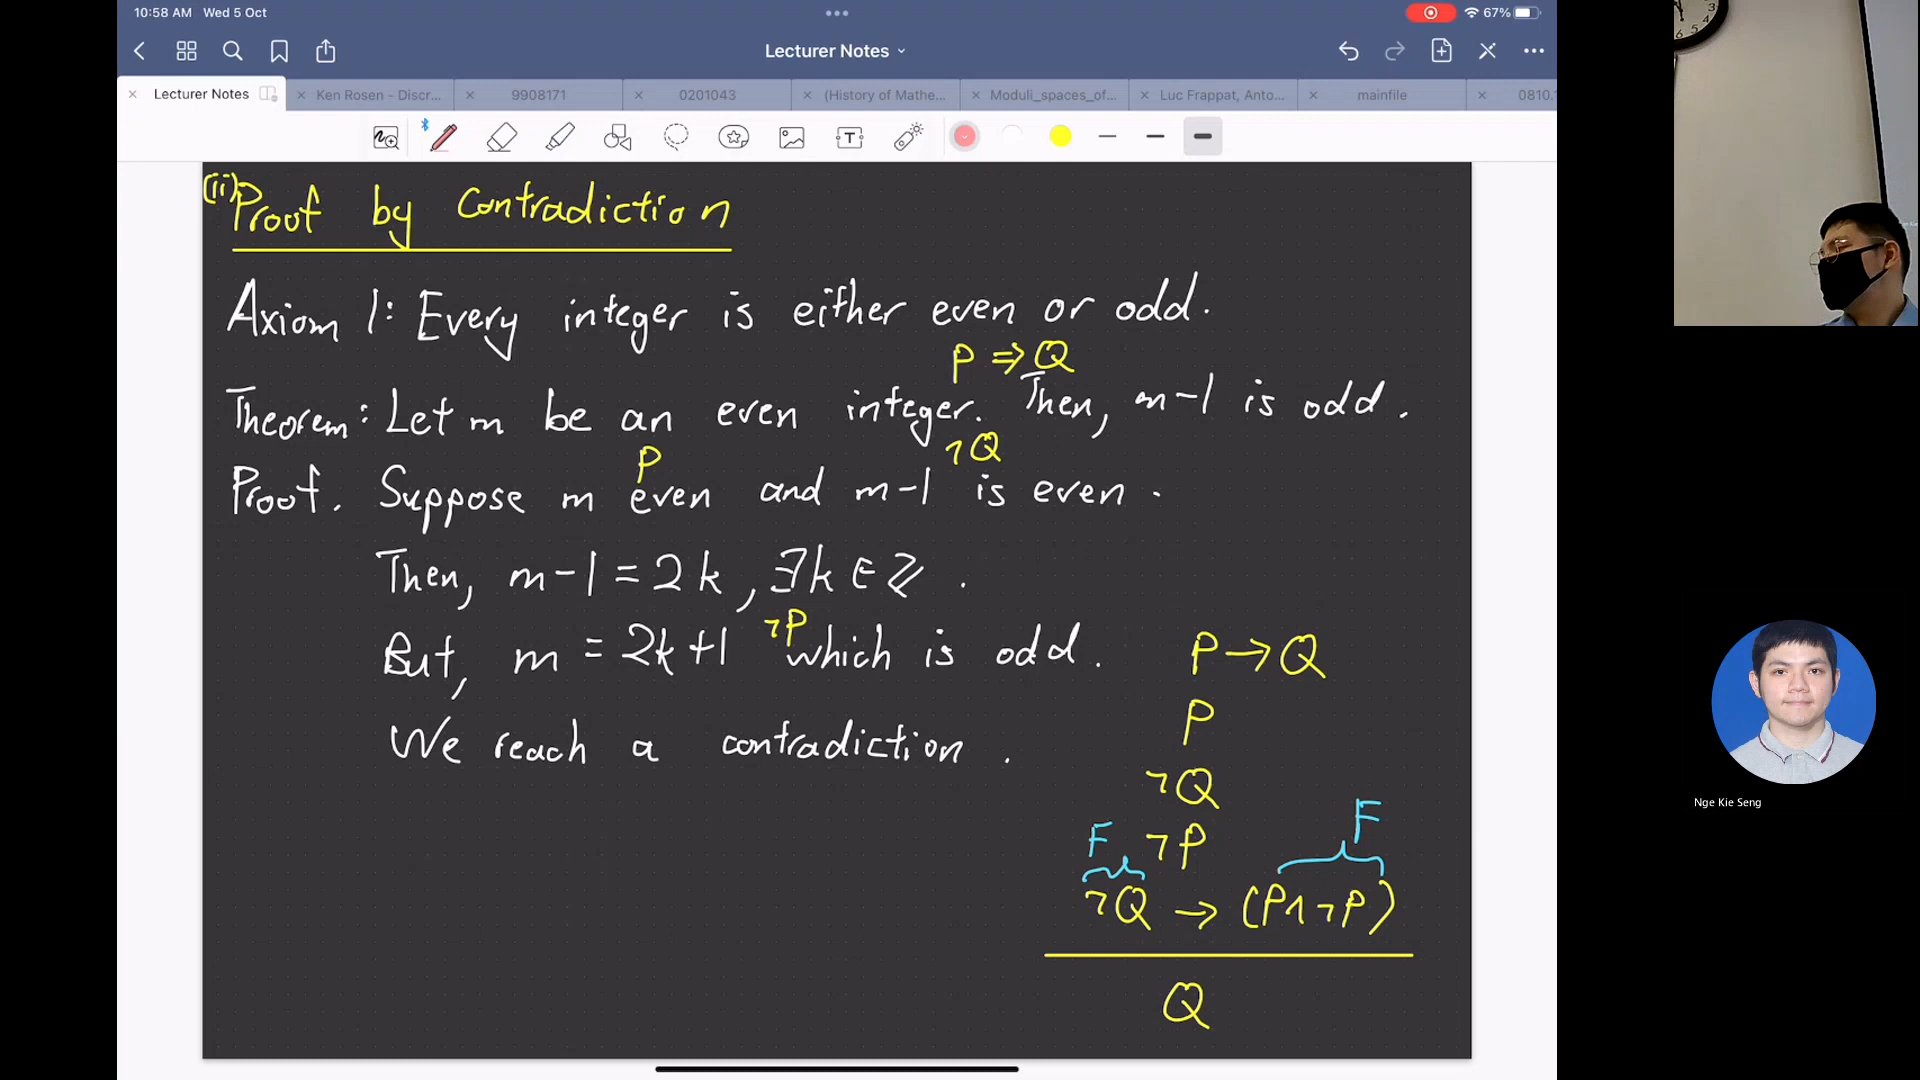 10:58 AM Wed 5 Oct
67%
Lecturer Notes
Lecturer Notes
Ken Rosen - Discr...
9908171
0201043
(History of Mathe...
Moduli_spaces_of...
Luc Frappat, Anto...
mainfile
0810.
(ii) Proof by Contradiction
Axiom 1: Every integer is either even or odd.
P ⇒ Q
Theorem: Let m be an even integer. Then, m-1 is odd.
P ¬Q
Proof. Suppose m even and m-1 is even.
Then, m-1 = 2k, ∃k ∈ ℤ.
¬P
But, m = 2k+1 which is odd.
We reach a contradiction.
P → Q
P
¬Q
¬P
F F
¬Q → (P ∧ ¬P)
Q
Nge Kie Seng